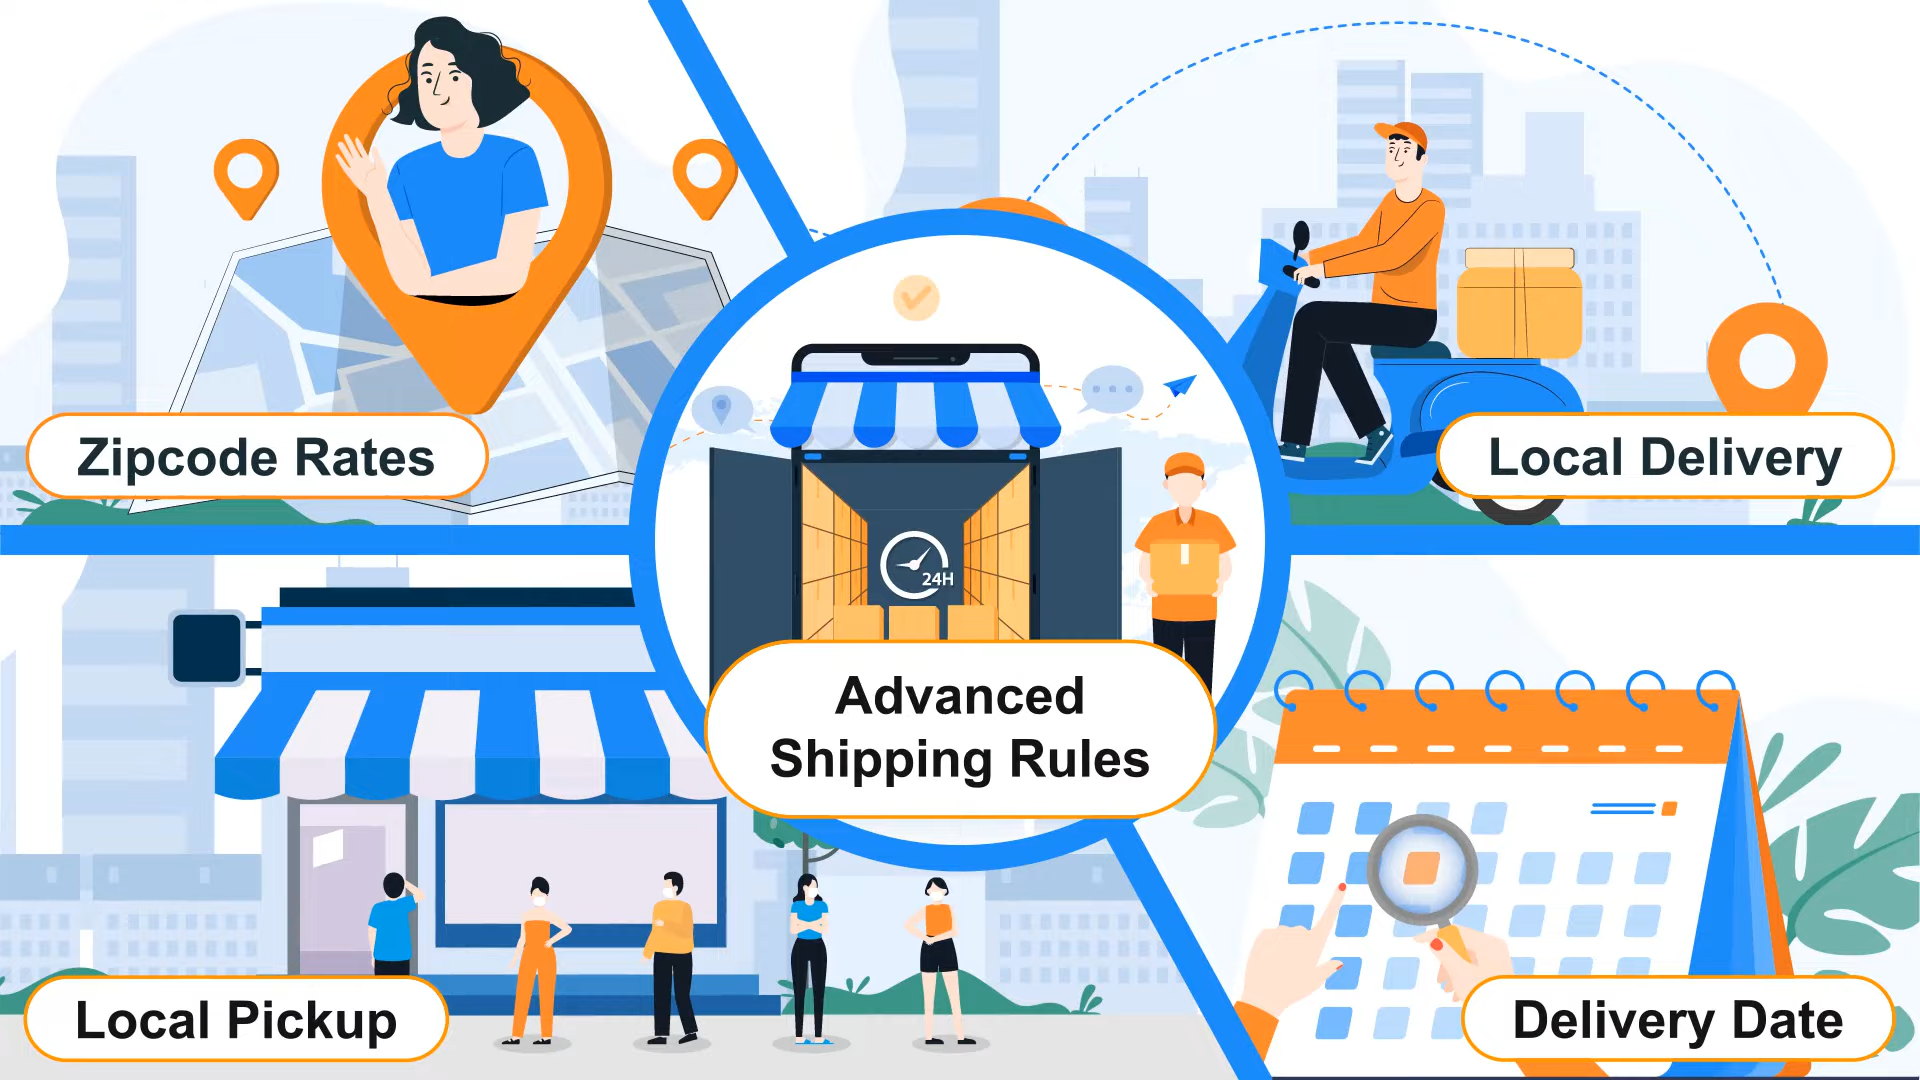 Zipcode Rates
Local Delivery
24H
Advanced
Shipping Rules
Local Pickup
Delivery Date